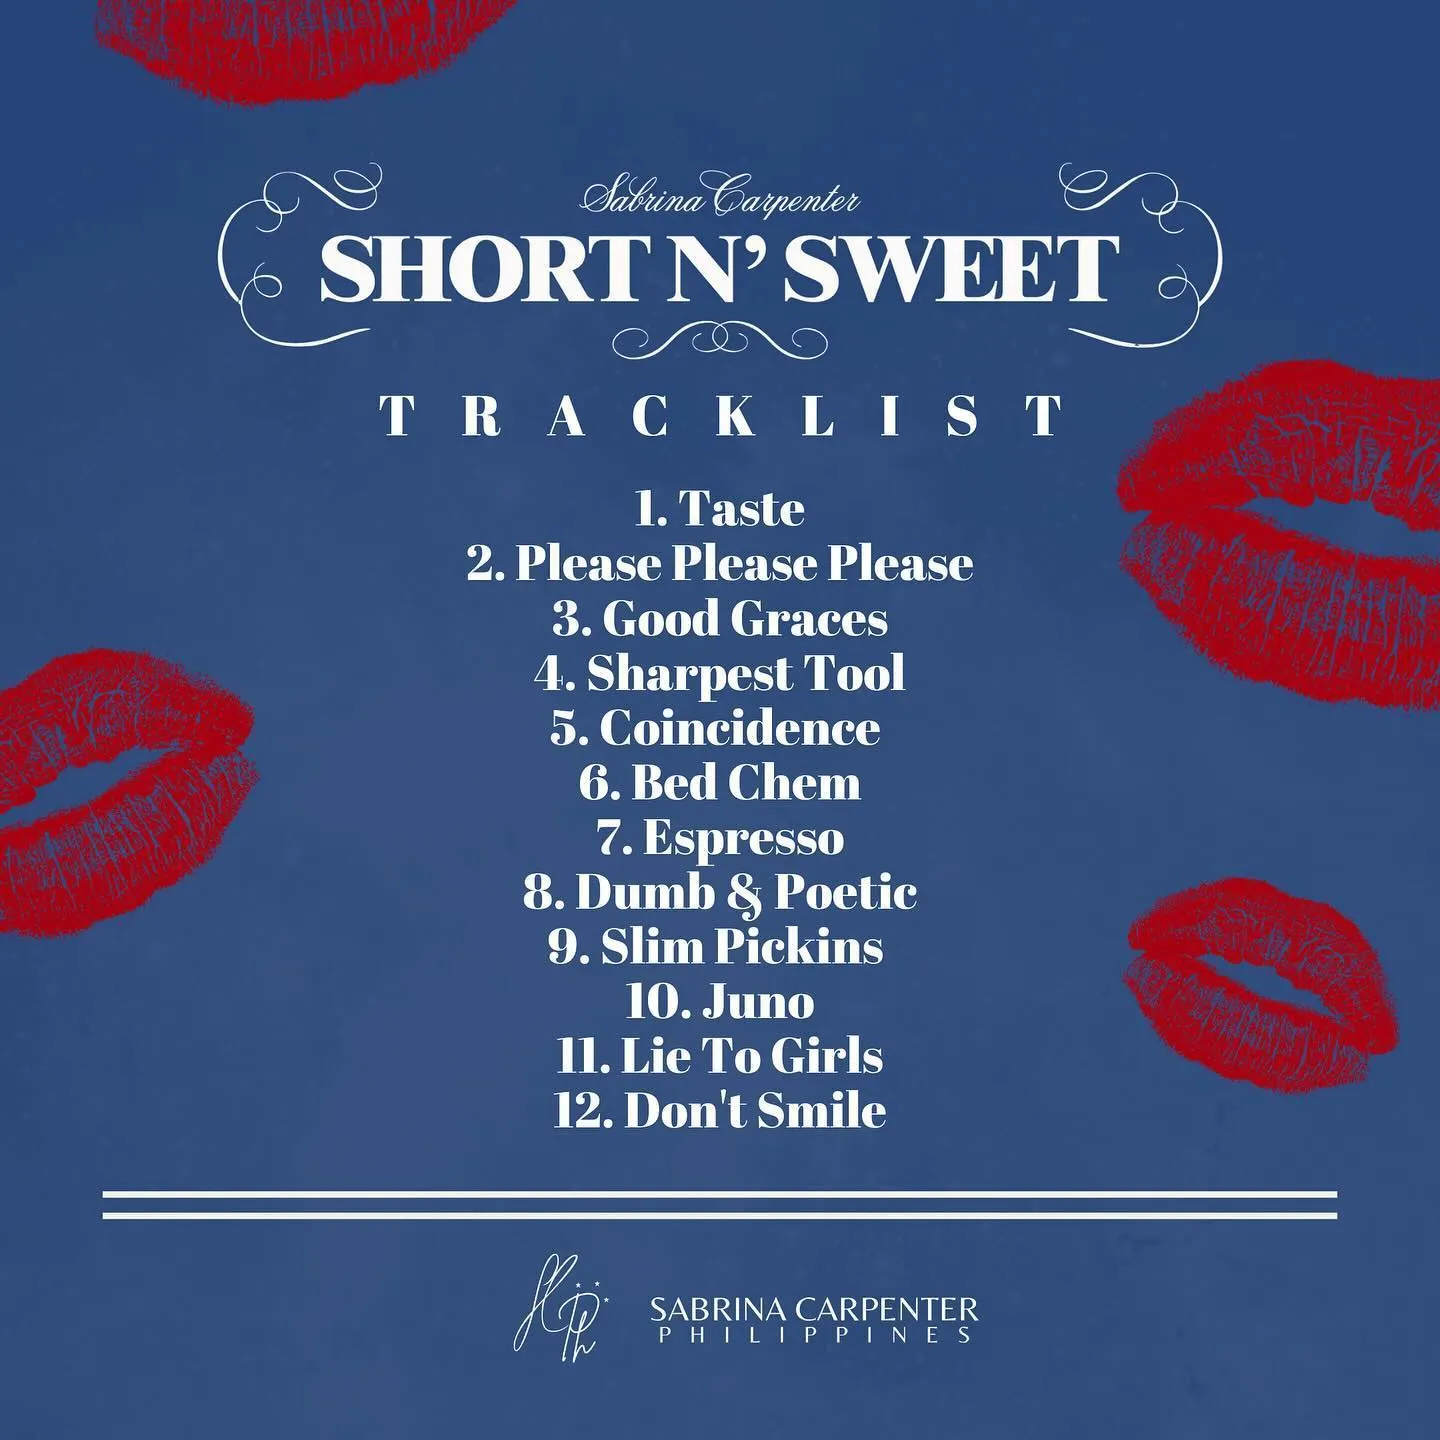 Sabrina Carpenter
SHORT N' SWEET
TRACKLIST
1. Taste
2. Please Please Please
3. Good Graces
4. Sharpest Tool
5. Coincidence
6. Bed Chem
7. Espresso
8. Dumb & Poetic
9. Slim Pickins
10. Juno
11. Lie To Girls
12. Don't Smile
SABRINA CARPENTER
PHILIPPINES